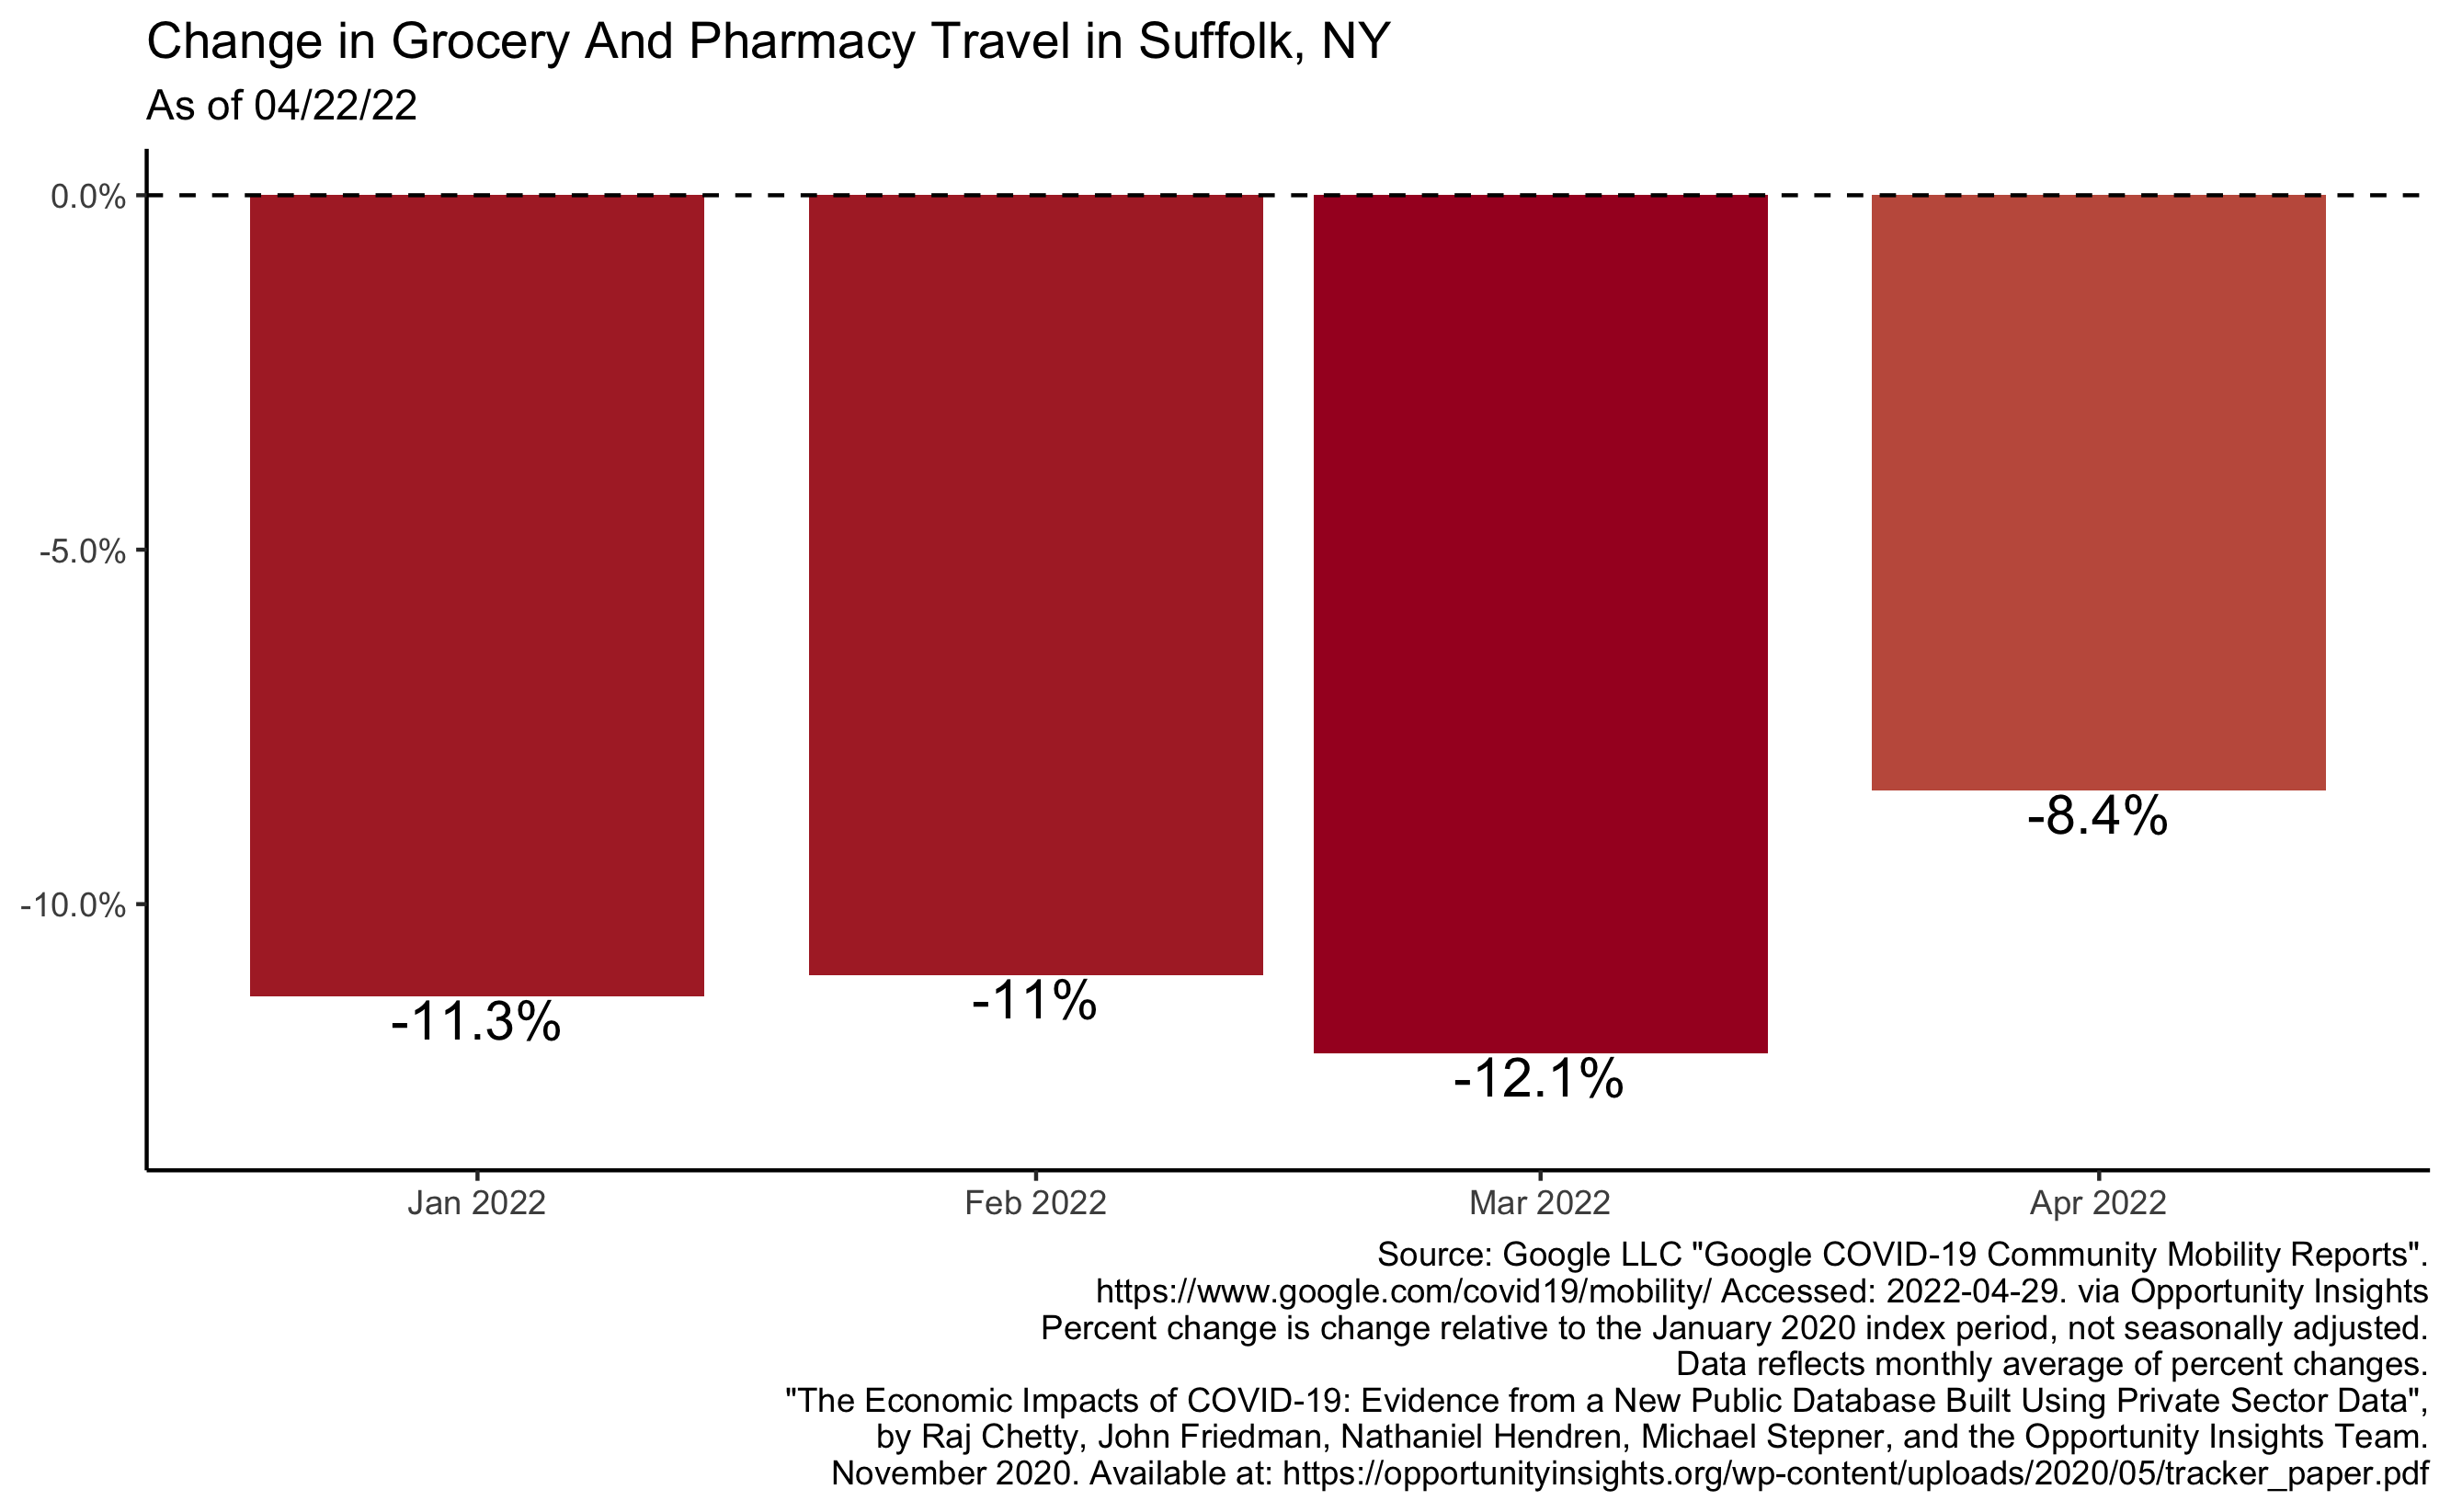 Change in Grocery And Pharmacy Travel in Suffolk, NY
As of 04/22/22
0.0%
-5.0%
-10.0%
-11.3%
-11%
-12.1%
-8.4%
Jan 2022
Feb 2022
Mar 2022
Apr 2022
Source: Google LLC "Google COVID-19 Community Mobility Reports".
https://www.google.com/covid19/mobility/ Accessed: 2022-04-29. via Opportunity Insights
Percent change is change relative to the January 2020 index period, not seasonally adjusted.
Data reflects monthly average of percent changes.
"The Economic Impacts of COVID-19: Evidence from a New Public Database Built Using Private Sector Data",
by Raj Chetty, John Friedman, Nathaniel Hendren, Michael Stepner, and the Opportunity Insights Team.
November 2020. Available at: https://opportunityinsights.org/wp-content/uploads/2020/05/tracker_paper.pdf